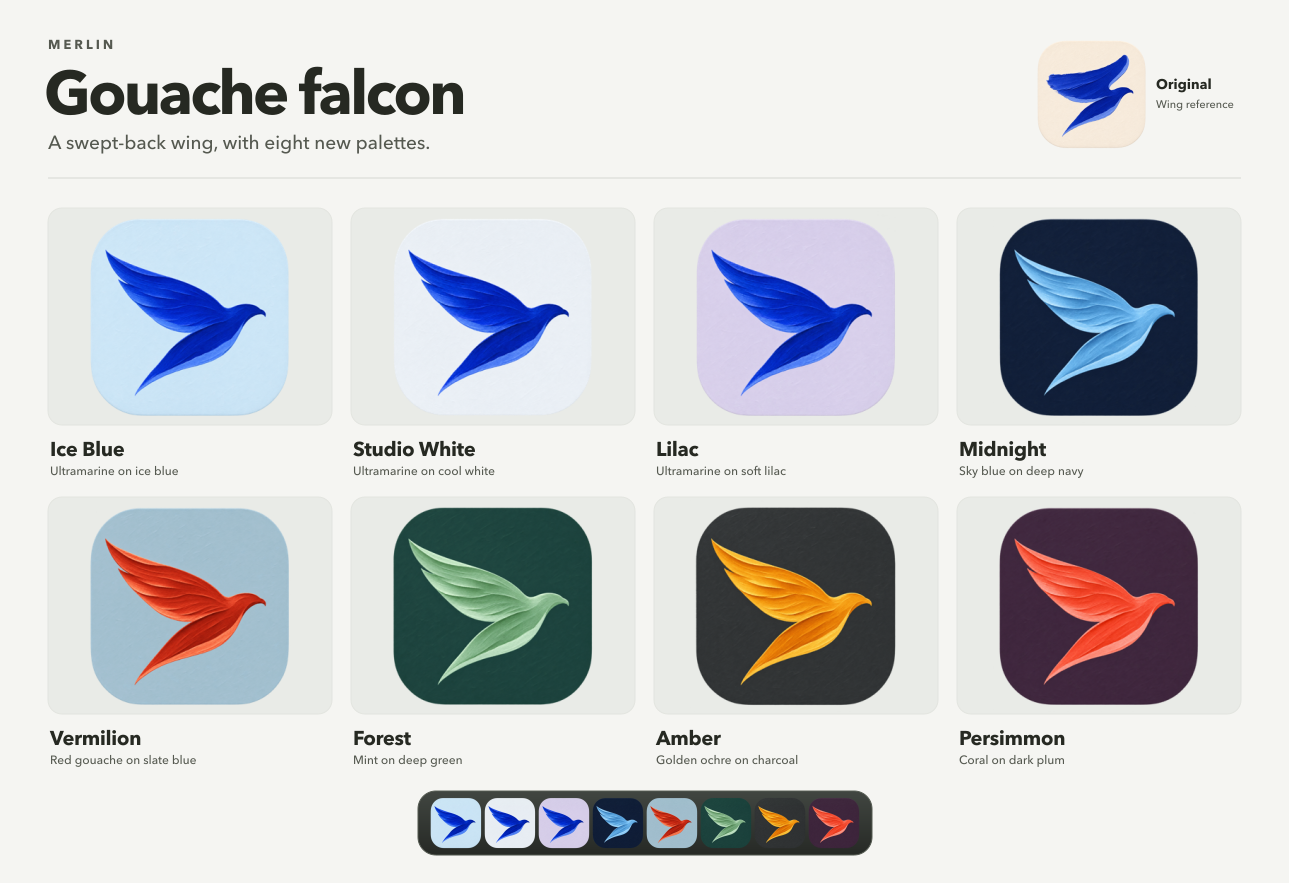 MERLIN
Gouache falcon
A swept-back wing, with eight new palettes.
Original
Wing reference
Ice Blue
Ultramarine on ice blue
Studio White
Ultramarine on cool white
Lilac
Ultramarine on soft lilac
Midnight
Sky blue on deep navy
Vermilion
Red gouache on slate blue
Forest
Mint on deep green
Amber
Golden ochre on charcoal
Persimmon
Coral on dark plum